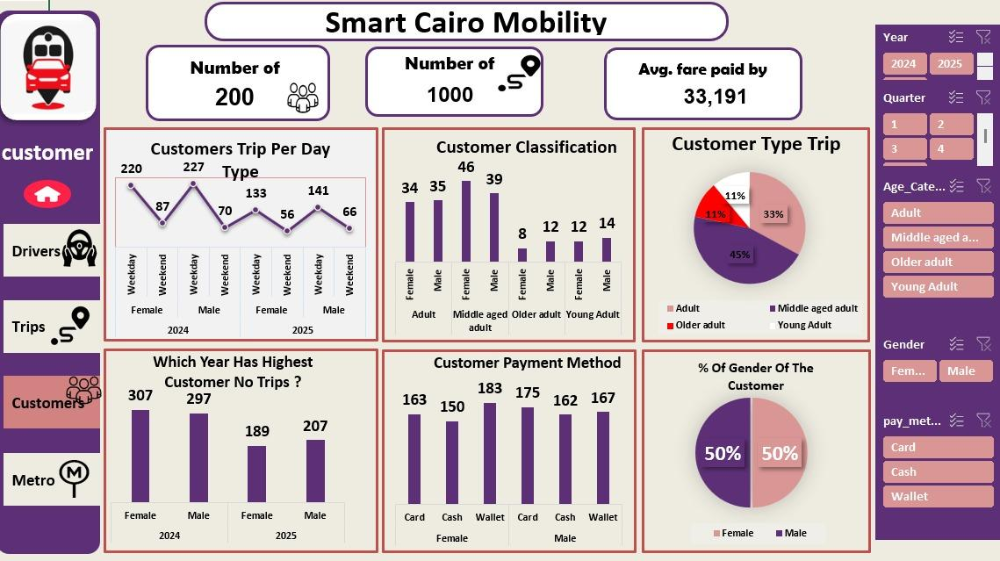 Smart Cairo Mobility
Number of
200
Number of
1000
Avg. fare paid by
33,191
customer
Drivers
Trips
Customers
Metro
M
Customers Trip Per Day
Type
220
87
227
70
133
56
141
66
Weekday
Weekend
Weekday
Weekend
Weekday
Weekend
Weekday
Weekend
Female
Male
Female
Male
2024
2025
Customer Classification
34
35
46
39
8
12
12
14
Female
Male
Female
Male
Female
Male
Female
Male
Adult
Middle aged
adult
Older adult
Young Adult
Customer Type Trip
11%
11%
33%
45%
Adult
Middle aged adult
Older adult
Young Adult
Which Year Has Highest
Customer No Trips ?
307
297
189
207
Female
Male
Female
Male
2024
2025
Customer Payment Method
163
150
183
175
162
167
Card
Cash
Wallet
Card
Cash
Wallet
Female
Male
% Of Gender Of The
Customer
50%
50%
Female
Male
Year
2024
2025
Quarter
1
2
3
4
Age_Cate...
Adult
Middle aged a...
Older adult
Young Adult
Gender
Fem...
Male
pay_met...
Card
Cash
Wallet